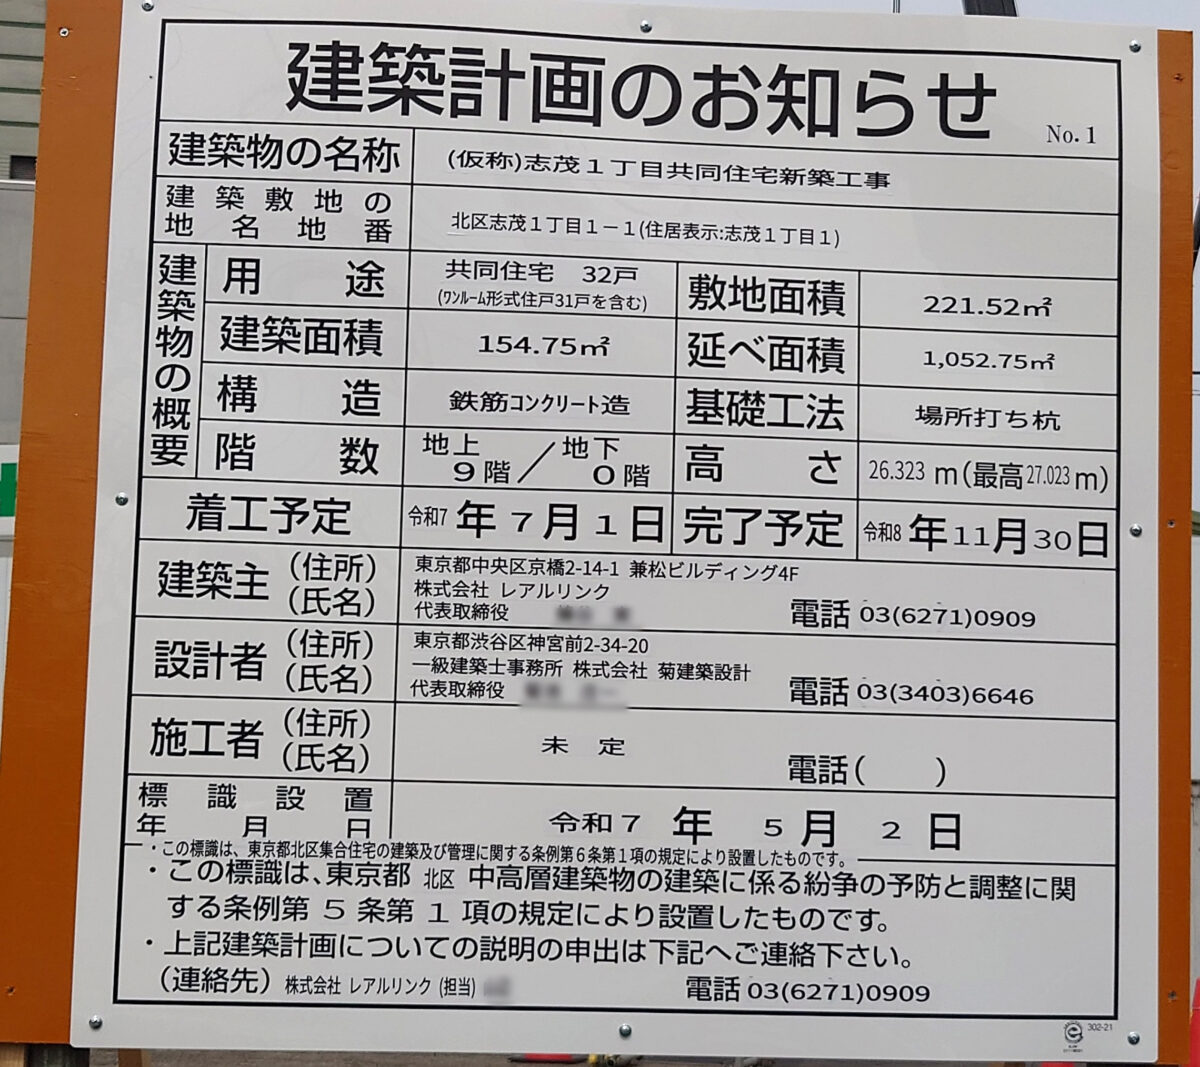 建築計画のお知らせ No.1
建築物の名称 (仮称)志茂１丁目共同住宅新築工事
建築敷地の
地名地番 北区志茂１丁目１－１(住居表示:志茂１丁目１)
建築物の概要
用途 共同住宅 32戸
(ﾜﾝﾙｰﾑ形式住戸31戸を含む)
敷地面積 221.52㎡
建築面積 154.75㎡ 延べ面積 1,052.75㎡
構造 鉄筋コンクリート造 基礎工法 場所打ち杭
階数 地上9階／地下0階 高さ 26.323 m(最高27.023m)
着工予定 令和7年7月1日 完了予定 令和8年11月30日
建築主 (住所) (氏名)
東京都中央区京橋2-14-1 兼松ビルディング4F
株式会社 レアルリンク
代表取締役 電話 03(6271)0909
設計者 (住所) (氏名)
東京都渋谷区神宮前2-34-20
一級建築士事務所 株式会社 菊建築設計
代表取締役 電話 03(3403)6646
施工者 (住所) (氏名)
未定
電話( )
標識設置
年月日 令和7年5月2日
・この標識は、東京都北区集合住宅の建築及び管理に関する条例第６条第１項の規定により設置したものです。
・この標識は、東京都 北区 中高層建築物の建築に係る紛争の予防と調整に関
する条例第 5 条第 1 項の規定により設置したものです。
・上記建築計画についての説明の申出は下記へご連絡下さい。
(連絡先) 株式会社 レアルリンク (担当) 電話 03(6271)0909
302-21